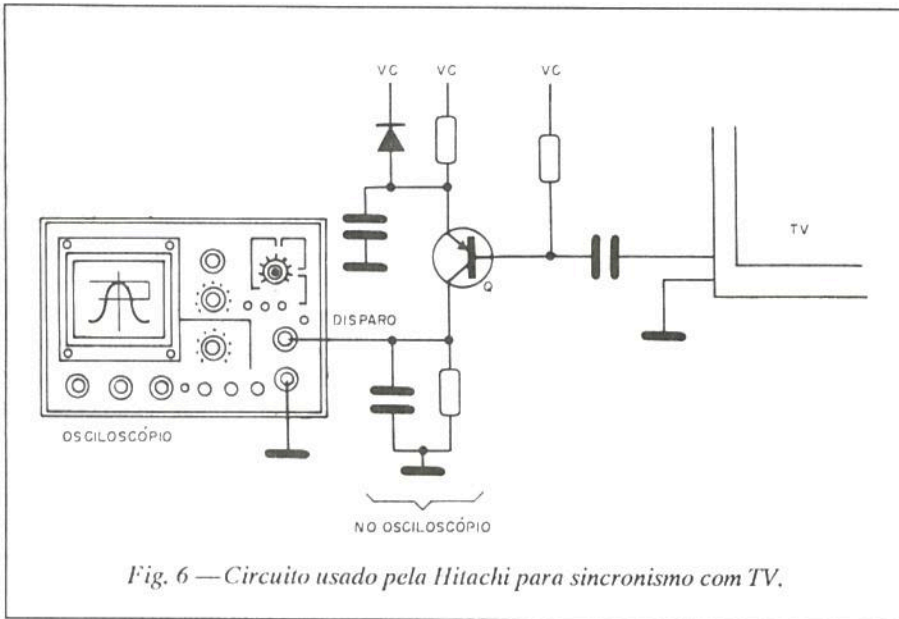 VC VC VC
TV
Q
DISPARO
OSCILOSCÓPIO
NO OSCILOSCÓPIO
Fig. 6 — Circuito usado pela Hitachi para sincronismo com TV.